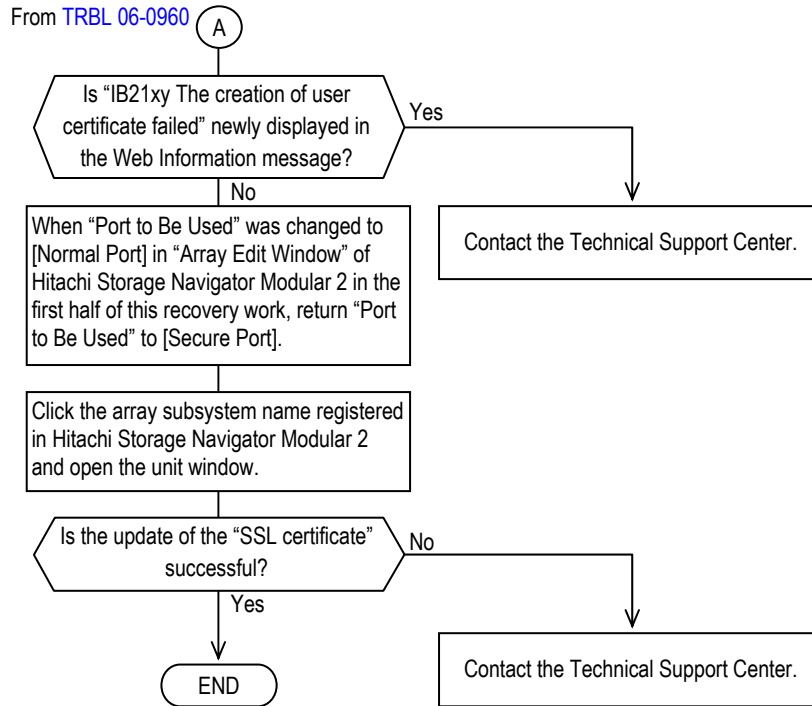 From TRBL 06-0960
A
Is “IB21xy The creation of user
certificate failed” newly displayed in
the Web Information message?
Yes
No
When “Port to Be Used” was changed to
[Normal Port] in “Array Edit Window” of
Hitachi Storage Navigator Modular 2 in the
first half of this recovery work, return “Port
to Be Used” to [Secure Port].
Contact the Technical Support Center.
Click the array subsystem name registered
in Hitachi Storage Navigator Modular 2
and open the unit window.
Is the update of the “SSL certificate”
successful?
No
Yes
Contact the Technical Support Center.
END